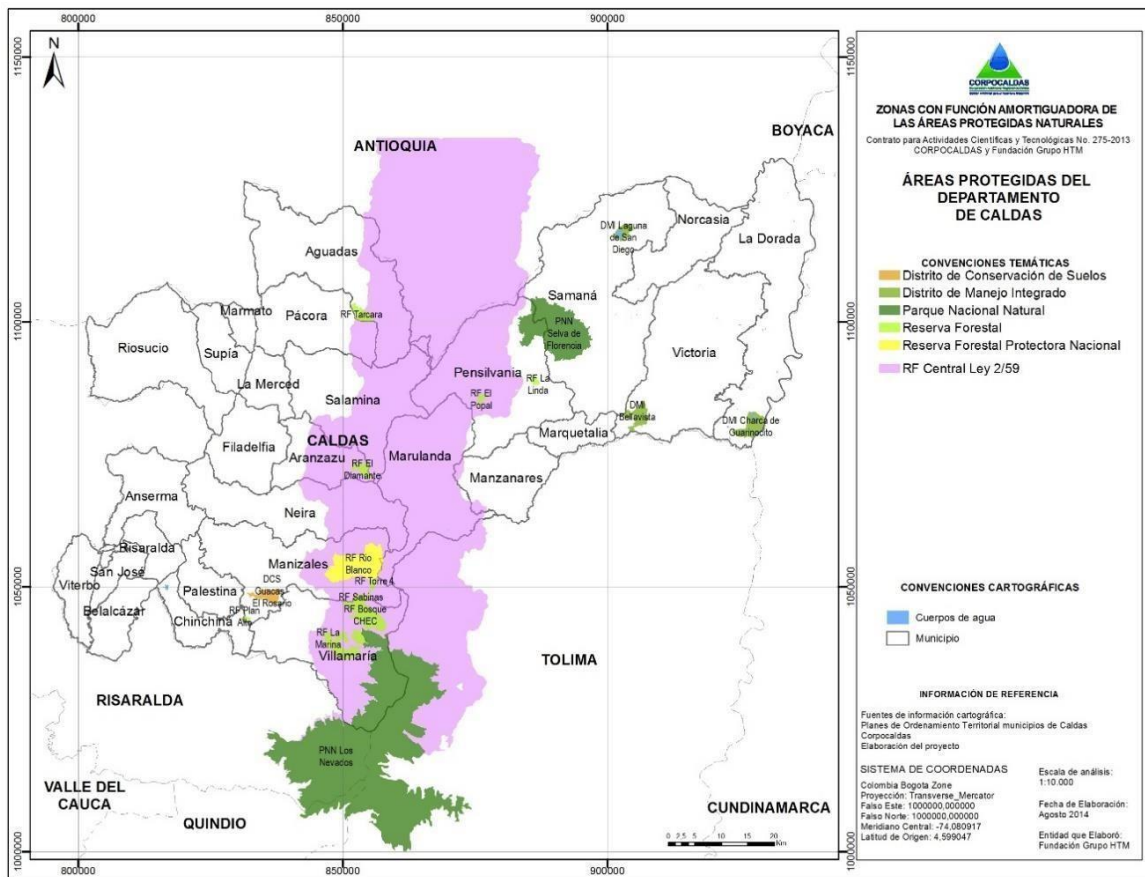 800000
850000
900000
1150000
1150000
N
BOYACA
ANTIOQUIA
Norcasia
DMI Laguna
de San
Diego
La Dorada
Aguadas
Samaná
Marmato
Pácora
RF Tarcara
PNN
Selva de
Florencia
1100000
1100000
Riosucio
Supía
Victoria
Pensilvania
RF La
Linda
La Merced
Salamina
RF El
Popal
DMI
Bellavista
DMI Charca de
Guarinocito
Marquetalia
Filadelfia
CALDAS
Aranzazu
Marulanda
RF El
Diamante
Manzanares
Anserma
Neira
Risaralda
Manizales
RF Rio
Blanco
San José
RF Torre 4
Viterbo
Palestina
DCS
Guacas
El Rosario
RF Sabinas
1050000
1050000
Belalcázar
RF Plan
Alto
RF Bosque
CHEC
Chinchina
RF La
Marina
Villamaría
TOLIMA
RISARALDA
PNN Los
Nevados
VALLE DEL
CAUCA
QUINDIO
CUNDINAMARCA
0 2,5 5 10 15 20
Km
1000000
1000000
800000
850000
900000
CORPOCALDAS
ZONAS CON FUNCIÓN AMORTIGUADORA DE
LAS ÁREAS PROTEGIDAS NATURALES
Contrato para Actividades Científicas y Tecnológicas No. 275-2013
CORPOCALDAS y Fundación Grupo HTM
ÁREAS PROTEGIDAS DEL
DEPARTAMENTO
DE CALDAS
CONVENCIONES TEMÁTICAS
Distrito de Conservación de Suelos
Distrito de Manejo Integrado
Parque Nacional Natural
Reserva Forestal
Reserva Forestal Protectora Nacional
RF Central Ley 2/59
CONVENCIONES CARTOGRÁFICAS
Cuerpos de agua
Municipio
INFORMACIÓN DE REFERENCIA
Fuentes de información cartográfica:
Planes de Ordenamiento Territorial municipios de Caldas
Corpocaldas
Elaboración del proyecto
SISTEMA DE COORDENADAS
Colombia Bogota Zone
Proyección: Transverse_Mercator
Falso Este: 1000000,000000
Falso Norte: 1000000,000000
Meridiano Central: -74,080917
Latitud de Origen: 4,599047
Escala de análisis:
1:10.000
Fecha de Elaboración:
Agosto 2014
Entidad que Elaboró:
Fundación Grupo HTM